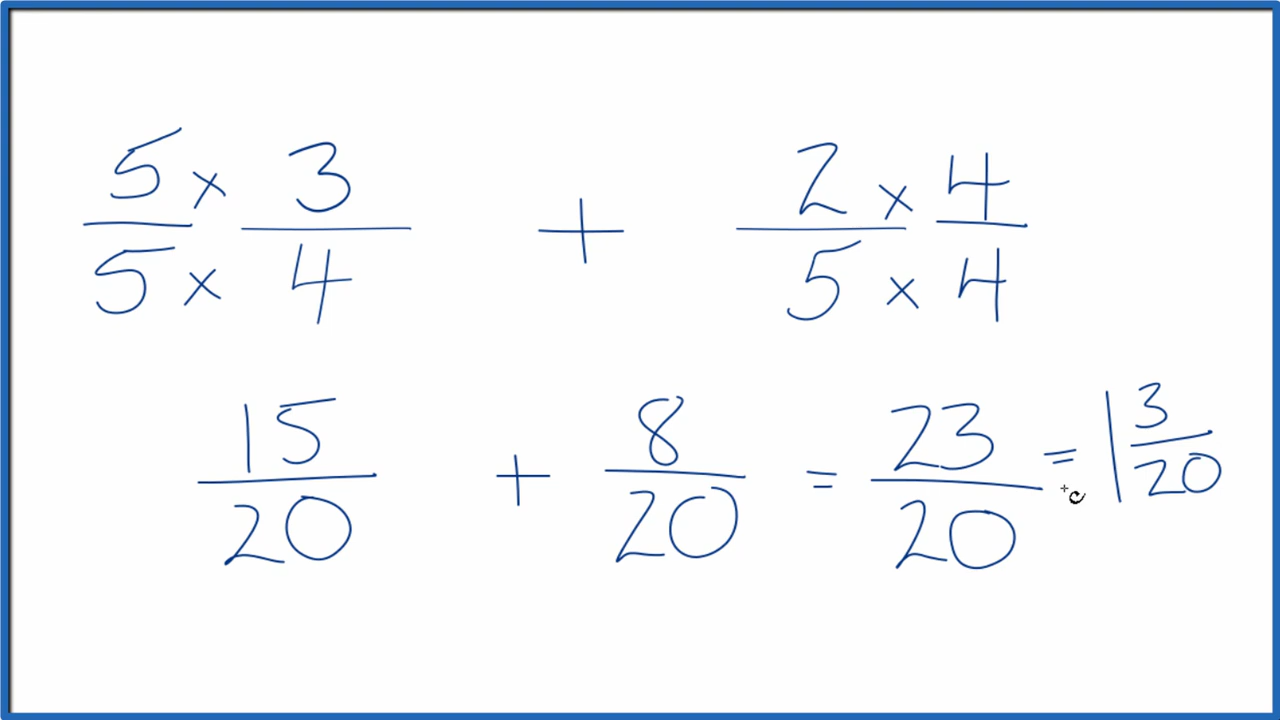 5/5 × × 3/4 + 2/5 × × 4/4
15/20 + 8/20 = 23/20 = 1 3/20